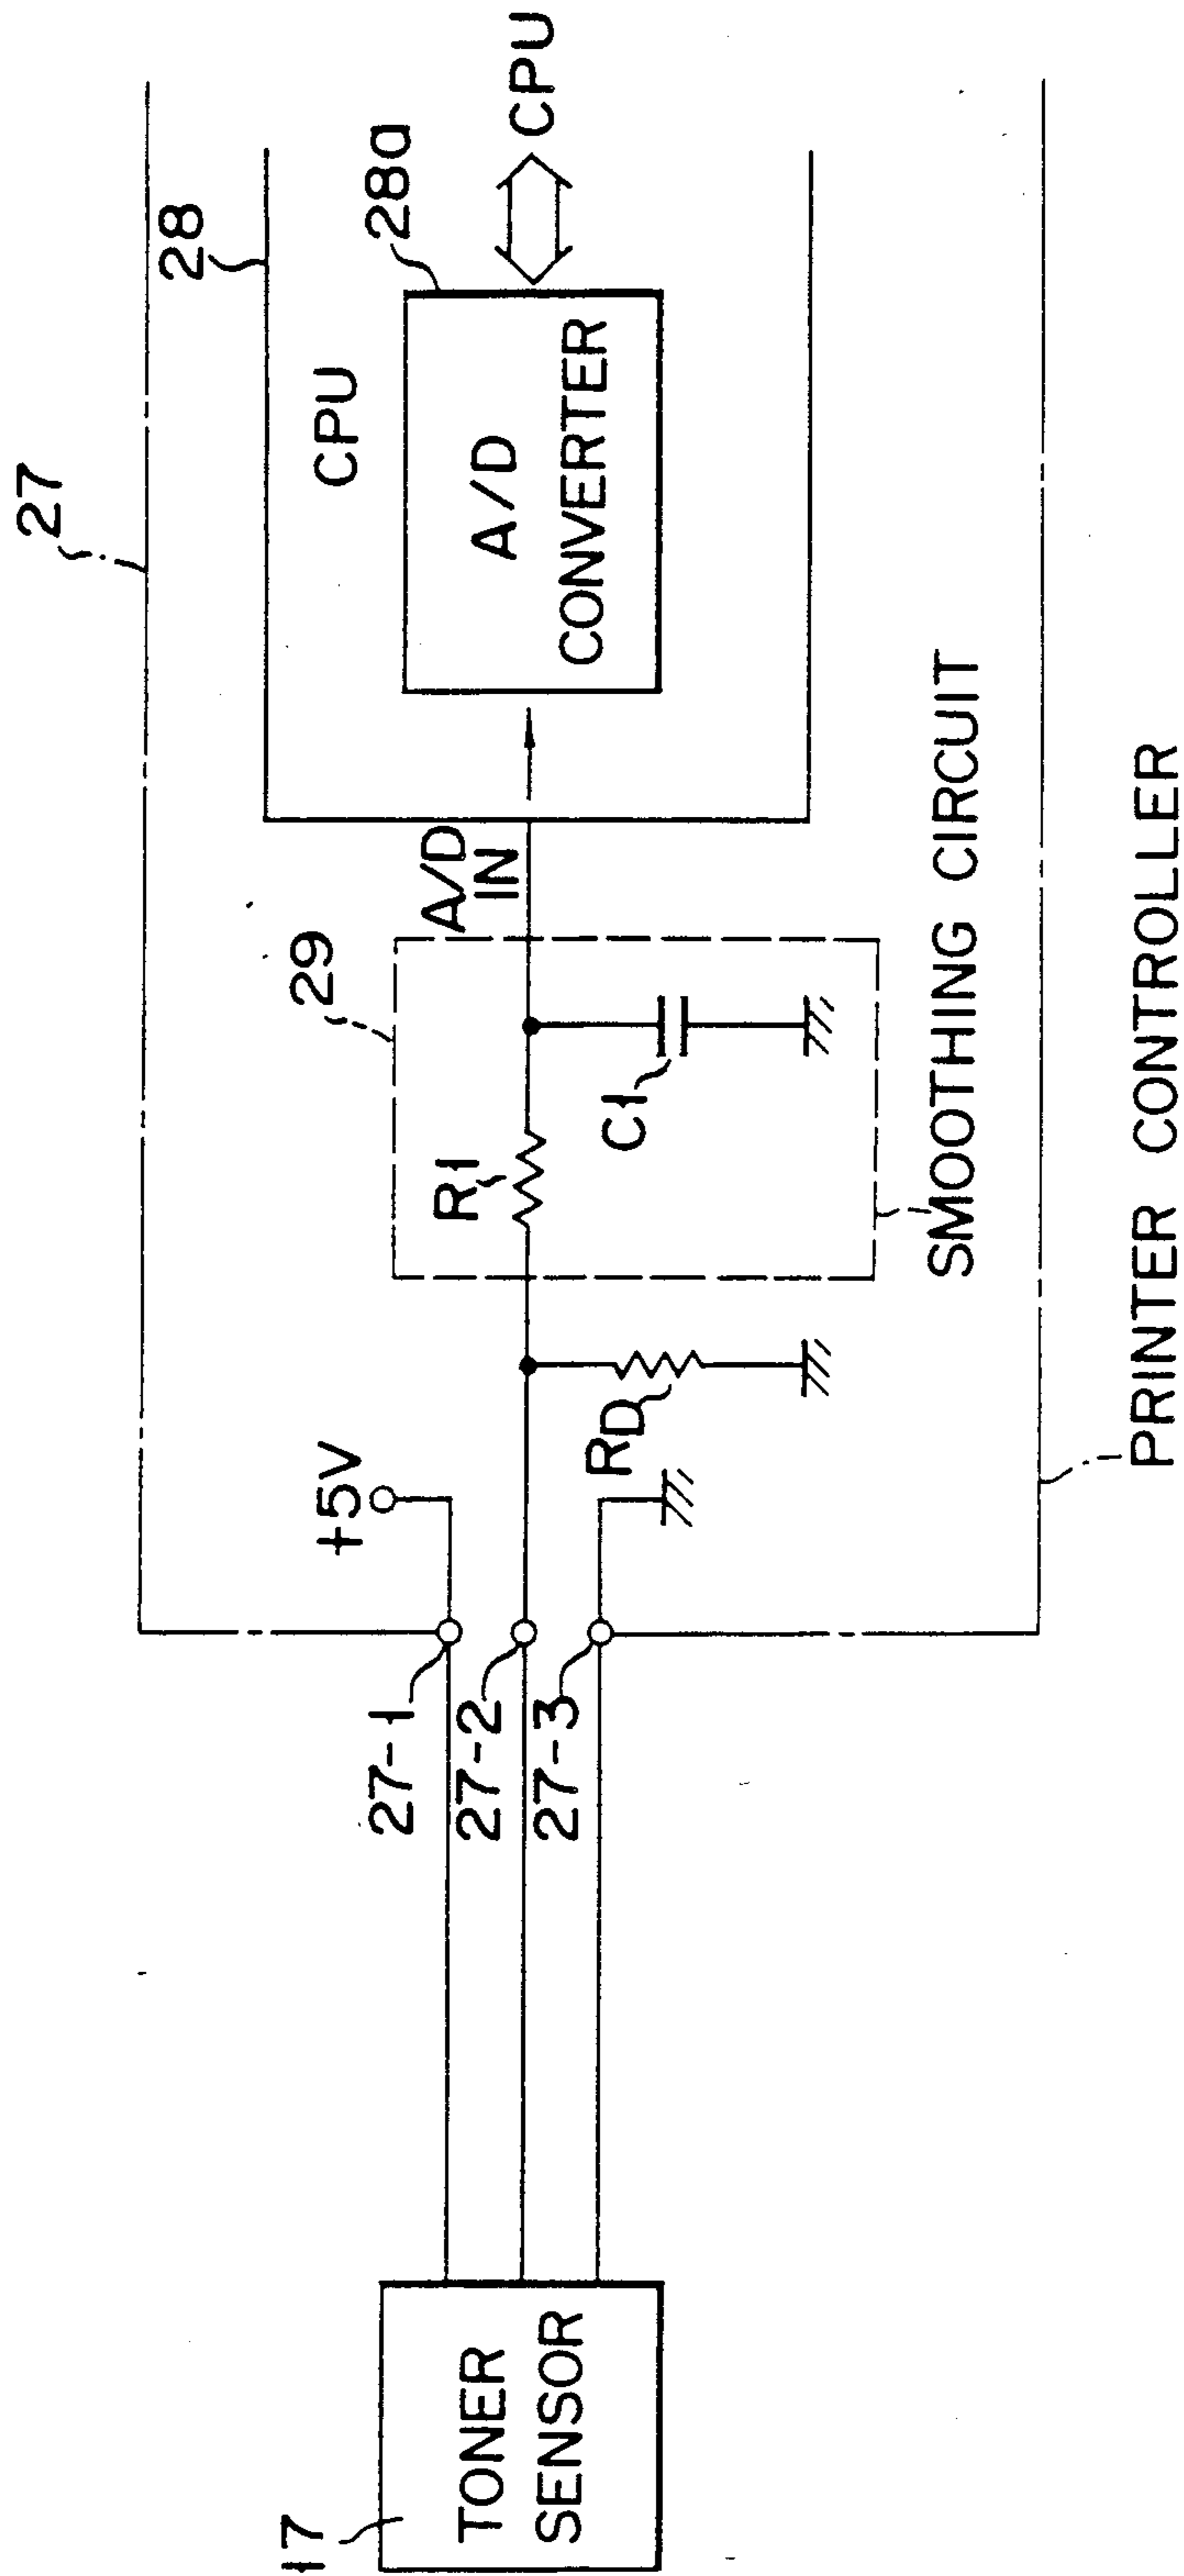 27
28
CPU
28a
A/D
CONVERTER
CPU
A/D
IN
29
R1
C1
SMOOTHING CIRCUIT
+5V
RD
27-1
27-2
27-3
PRINTER CONTROLLER
17
TONER
SENSOR